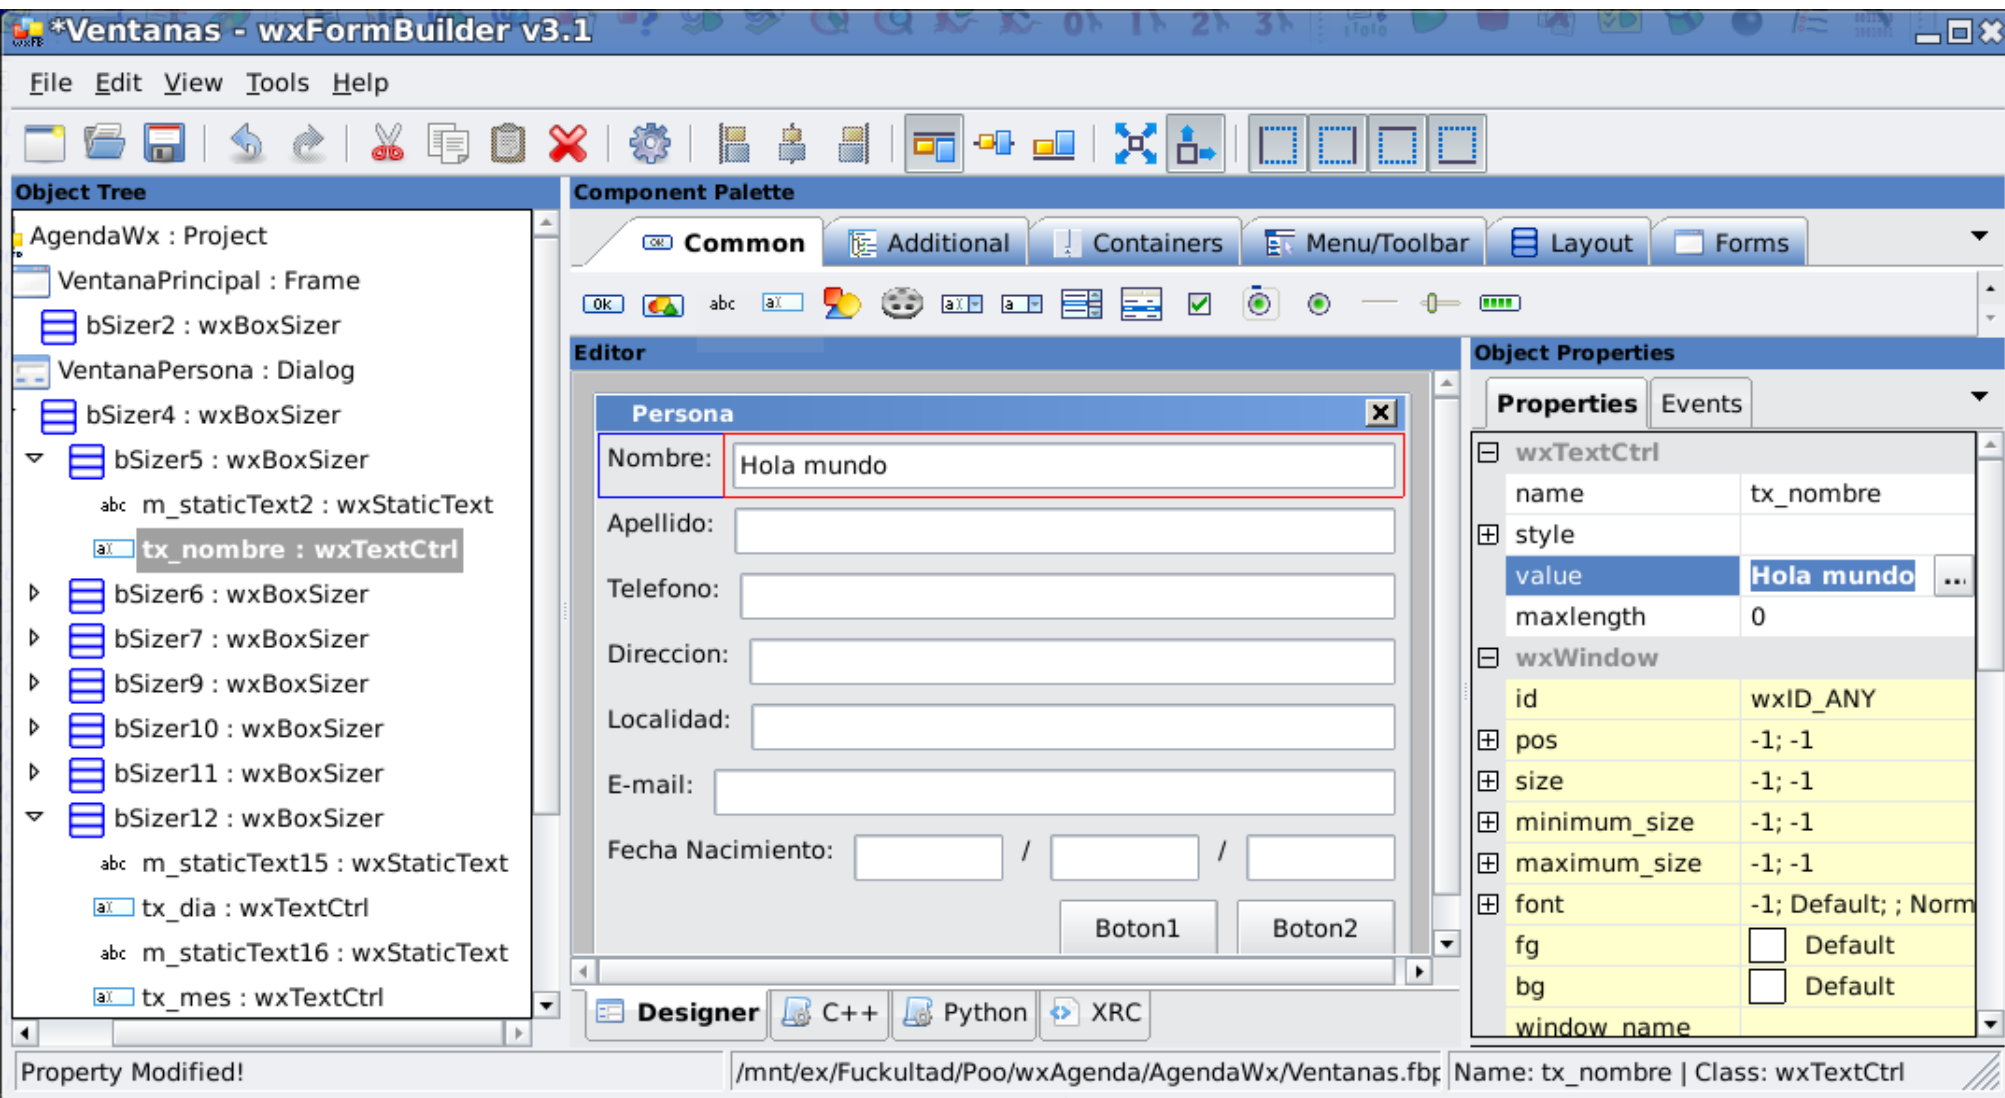 *Ventanas - wxFormBuilder v3.1
File Edit View Tools Help
Object Tree
AgendaWx : Project
VentanaPrincipal : Frame
bSizer2 : wxBoxSizer
VentanaPersona : Dialog
bSizer4 : wxBoxSizer
bSizer5 : wxBoxSizer
abc m_staticText2 : wxStaticText
tx_nombre : wxTextCtrl
bSizer6 : wxBoxSizer
bSizer7 : wxBoxSizer
bSizer9 : wxBoxSizer
bSizer10 : wxBoxSizer
bSizer11 : wxBoxSizer
bSizer12 : wxBoxSizer
abc m_staticText15 : wxStaticText
tx_dia : wxTextCtrl
abc m_staticText16 : wxStaticText
tx_mes : wxTextCtrl
Component Palette
Common Additional Containers Menu/Toolbar Layout Forms
OK abc
Editor
Persona
Nombre: Hola mundo
Apellido:
Telefono:
Direccion:
Localidad:
E-mail:
Fecha Nacimiento: / /
Boton1 Boton2
Designer C++ Python XRC
Object Properties
Properties Events
wxTextCtrl
name tx_nombre
style
value Hola mundo ...
maxlength 0
wxWindow
id wxID_ANY
pos -1; -1
size -1; -1
minimum_size -1; -1
maximum_size -1; -1
font -1; Default; ; Norm
fg Default
bg Default
window_name
Property Modified!
/mnt/ex/Fuckultad/Poo/wxAgenda/AgendaWx/Ventanas.fbp
Name: tx_nombre | Class: wxTextCtrl